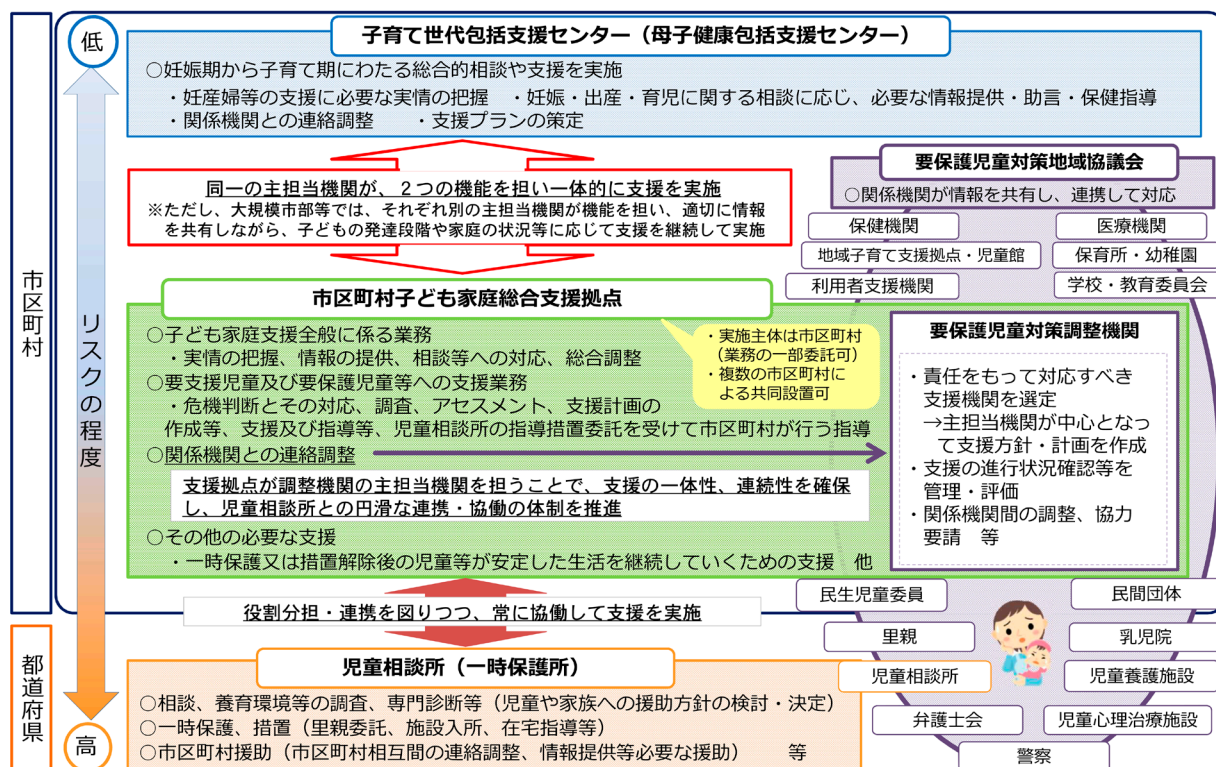 市区町村
都道府県
低
リスクの程度
高
子育て世代包括支援センター（母子健康包括支援センター）
○妊娠期から子育て期にわたる総合的相談や支援を実施
・妊産婦等の支援に必要な実情の把握　・妊娠・出産・育児に関する相談に応じ、必要な情報提供・助言・保健指導
・関係機関との連絡調整　　・支援プランの策定
同一の主担当機関が、２つの機能を担い一体的に支援を実施
※ただし、大規模市部等では、それぞれ別の主担当機関が機能を担い、適切に情報
を共有しながら、子どもの発達段階や家庭の状況等に応じて支援を継続して実施
市区町村子ども家庭総合支援拠点
○子ども家庭支援全般に係る業務
・実情の把握、情報の提供、相談等への対応、総合調整
○要支援児童及び要保護児童等への支援業務
・危機判断とその対応、調査、アセスメント、支援計画の
作成等、支援及び指導等、児童相談所の指導措置委託を受けて市区町村が行う指導
○関係機関との連絡調整
支援拠点が調整機関の主担当機関を担うことで、支援の一体性、連続性を確保
し、児童相談所との円滑な連携・協働の体制を推進
○その他の必要な支援
・一時保護又は措置解除後の児童等が安定した生活を継続していくための支援　他
・実施主体は市区町村
（業務の一部委託可）
・複数の市区町村に
よる共同設置可
役割分担・連携を図りつつ、常に協働して支援を実施
児童相談所（一時保護所）
○相談、養育環境等の調査、専門診断等（児童や家族への援助方針の検討・決定）
○一時保護、措置（里親委託、施設入所、在宅指導等）
○市区町村援助（市区町村相互間の連絡調整、情報提供等必要な援助）　　等
要保護児童対策地域協議会
○関係機関が情報を共有し、連携して対応
保健機関
医療機関
地域子育て支援拠点・児童館
保育所・幼稚園
利用者支援機関
学校・教育委員会
要保護児童対策調整機関
・責任をもって対応すべき
支援機関を選定
→主担当機関が中心となっ
て支援方針・計画を作成
・支援の進行状況確認等を
管理・評価
・関係機関間の調整、協力
要請　等
民生児童委員
民間団体
里親
乳児院
児童相談所
児童養護施設
弁護士会
児童心理治療施設
警察